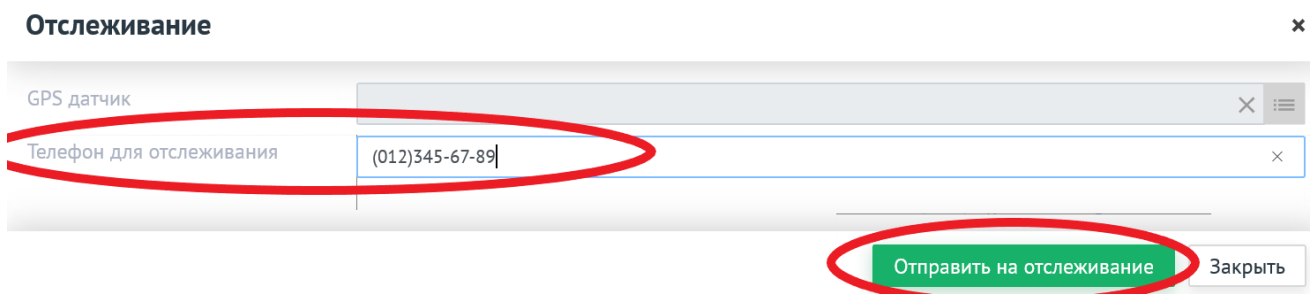 Отслеживание
GPS датчик
Телефон для отслеживания (012)345-67-89
Отправить на отслеживание Закрыть